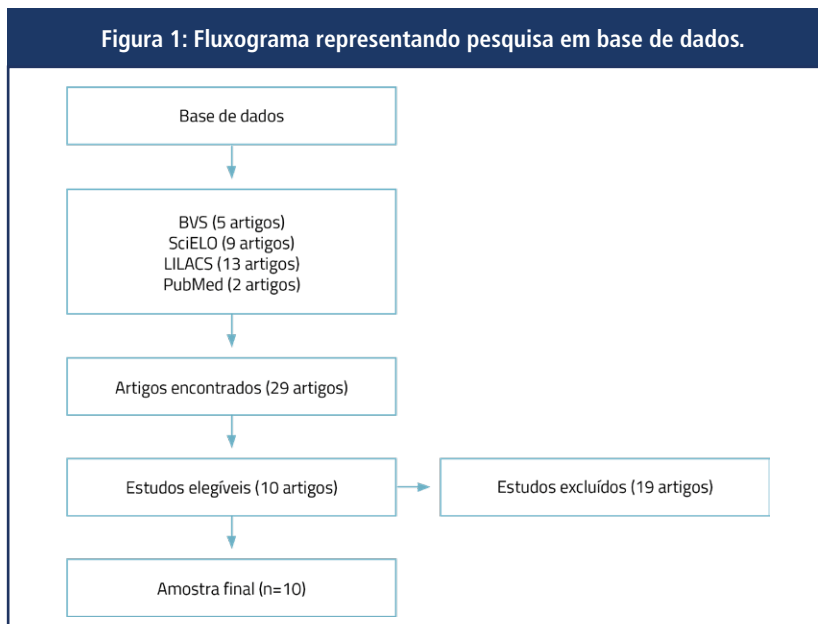 Figura 1: Fluxograma representando pesquisa em base de dados.
Base de dados
BVS (5 artigos)
SciELO (9 artigos)
LILACS (13 artigos)
PubMed (2 artigos)
Artigos encontrados (29 artigos)
Estudos elegíveis (10 artigos)
Estudos excluídos (19 artigos)
Amostra final (n=10)